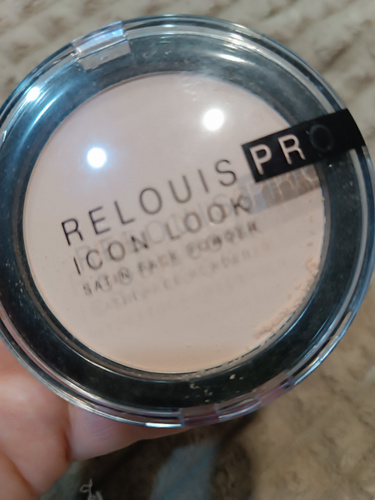 RELOUIS PRO
ICON LOOK
SATIN FACE POWDER